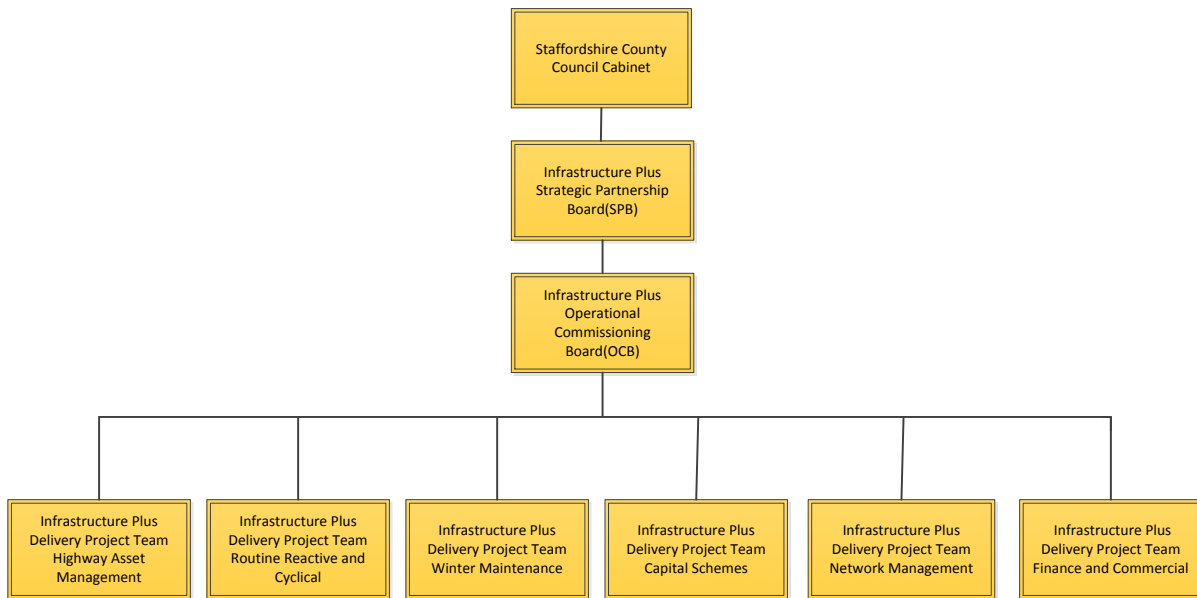 Staffordshire County
Council Cabinet
Infrastructure Plus
Strategic Partnership
Board(SPB)
Infrastructure Plus
Operational
Commissioning
Board(OCB)
Infrastructure Plus
Delivery Project Team
Highway Asset
Management
Infrastructure Plus
Delivery Project Team
Routine Reactive and
Cyclical
Infrastructure Plus
Delivery Project Team
Winter Maintenance
Infrastructure Plus
Delivery Project Team
Capital Schemes
Infrastructure Plus
Delivery Project Team
Network Management
Infrastructure Plus
Delivery Project Team
Finance and Commercial